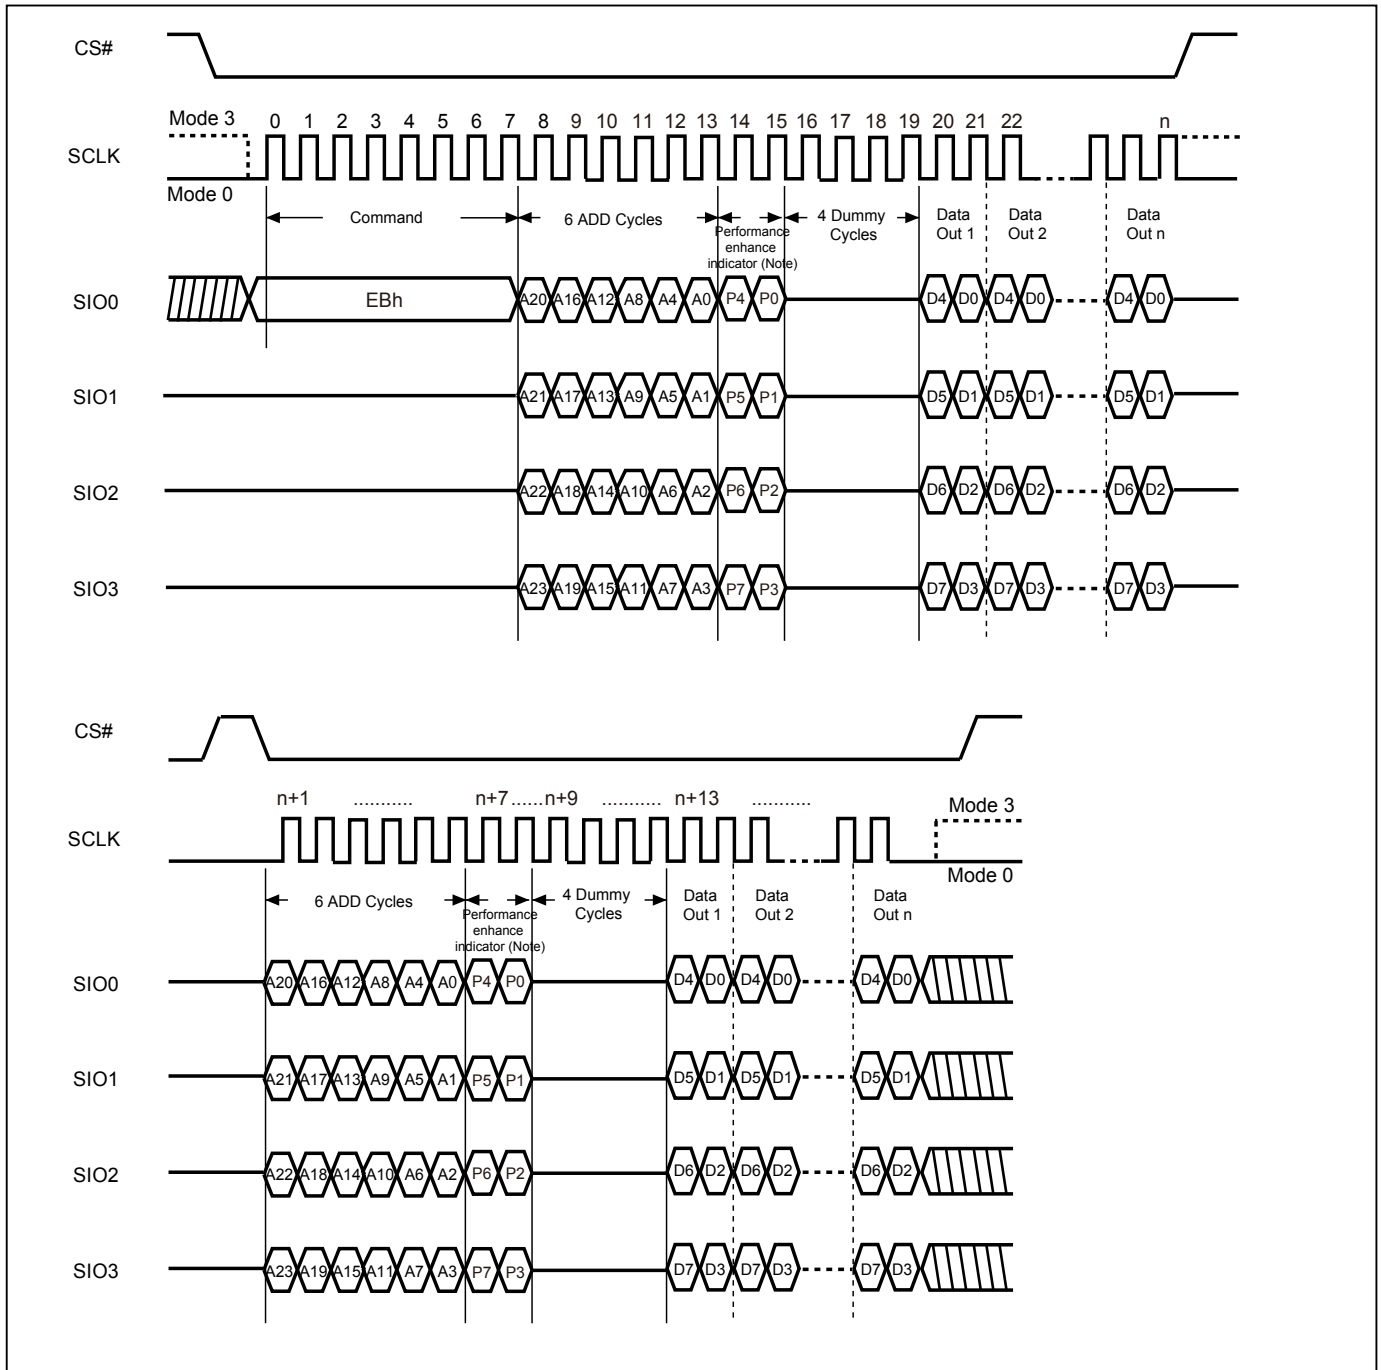 CS#
Mode 3
0 1 2 3 4 5 6 7 8 9 10 11 12 13 14 15 16 17 18 19 20 21 22 n
SCLK
Mode 0
Command
6 ADD Cycles
Performance
enhance
indicator (Note)
4 Dummy
Cycles
Data
Out 1
Data
Out 2
Data
Out n
SIO0 EBh A20 A16 A12 A8 A4 A0 P4 P0 D4 D0 D4 D0 D4 D0
SIO1 A21 A17 A13 A9 A5 A1 P5 P1 D5 D1 D5 D1 D5 D1
SIO2 A22 A18 A14 A10 A6 A2 P6 P2 D6 D2 D6 D2 D6 D2
SIO3 A23 A19 A15 A11 A7 A3 P7 P3 D7 D3 D7 D3 D7 D3
CS#
n+1 ........... n+7 ...... n+9 ........... n+13 ...........
Mode 3
SCLK
Mode 0
6 ADD Cycles
Performance
enhance
indicator (Note)
4 Dummy
Cycles
Data
Out 1
Data
Out 2
Data
Out n
SIO0 A20 A16 A12 A8 A4 A0 P4 P0 D4 D0 D4 D0 D4 D0
SIO1 A21 A17 A13 A9 A5 A1 P5 P1 D5 D1 D5 D1 D5 D1
SIO2 A22 A18 A14 A10 A6 A2 P6 P2 D6 D2 D6 D2 D6 D2
SIO3 A23 A19 A15 A11 A7 A3 P7 P3 D7 D3 D7 D3 D7 D3